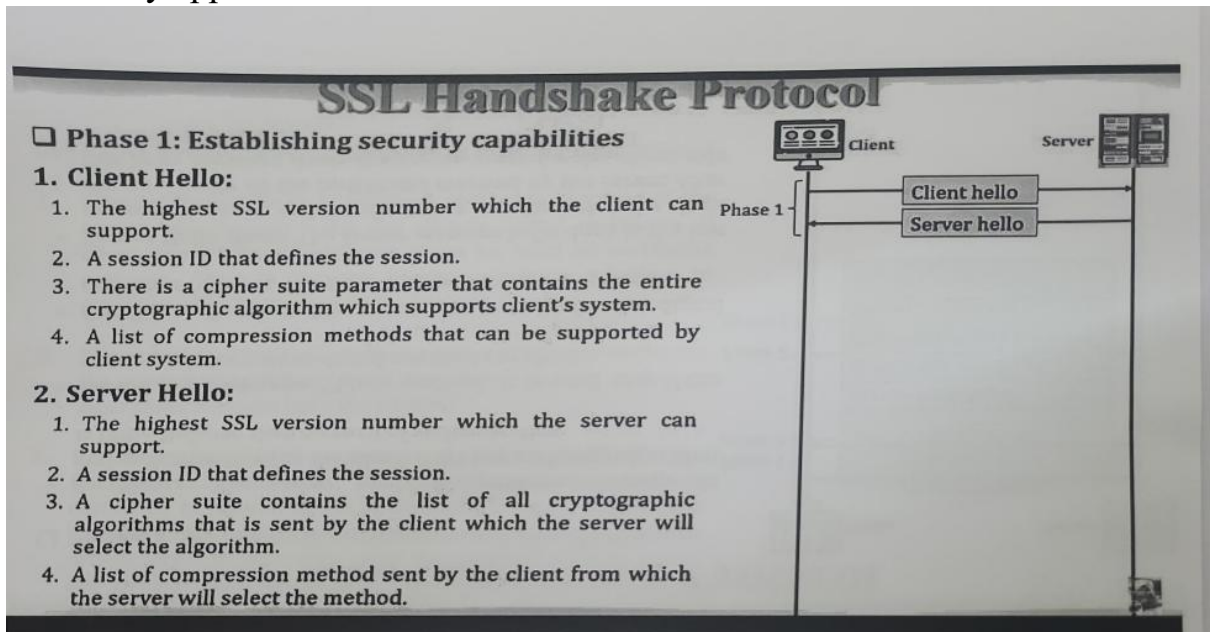 SSL Handshake Protocol
❑ Phase 1: Establishing security capabilities
1. Client Hello:
1. The highest SSL version number which the client can
support.
2. A session ID that defines the session.
3. There is a cipher suite parameter that contains the entire
cryptographic algorithm which supports client's system.
4. A list of compression methods that can be supported by
client system.
2. Server Hello:
1. The highest SSL version number which the server can
support.
2. A session ID that defines the session.
3. A cipher suite contains the list of all cryptographic
algorithms that is sent by the client which the server will
select the algorithm.
4. A list of compression method sent by the client from which
the server will select the method.
Client
Server
Phase 1
Client hello
Server hello